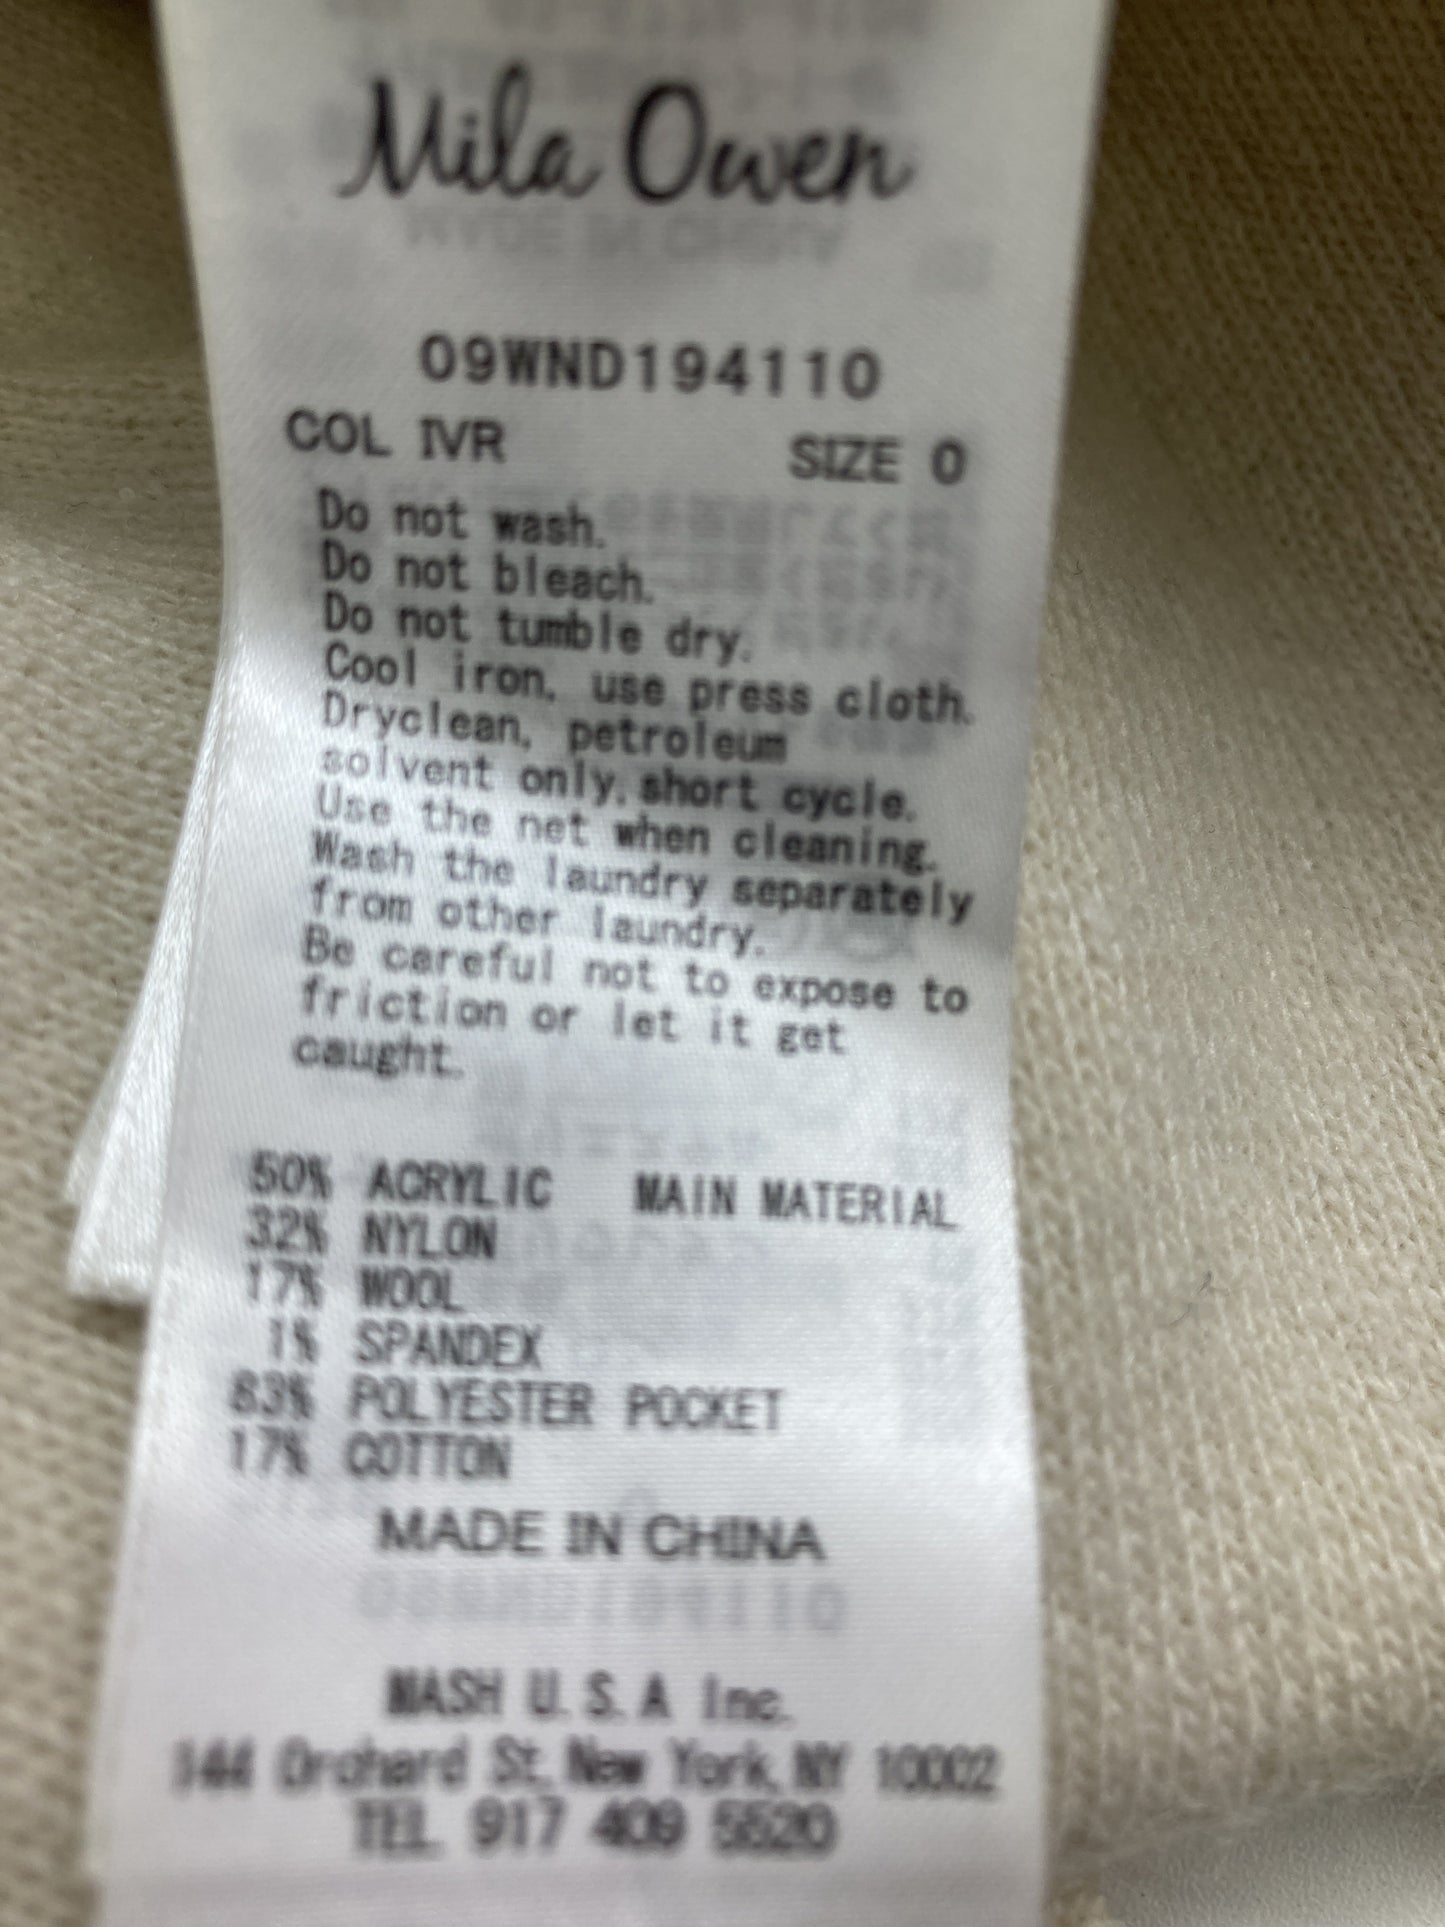 Mila Owen
09WND194110
COL IVR SIZE 0
Do not wash.
Do not bleach.
Do not tumble dry.
Cool iron, use press cloth.
Dryclean, petroleum
solvent only, short cycle.
Use the net when cleaning.
Wash the laundry separately
from other laundry.
Be careful not to expose to
friction or let it get
caught.
50% ACRYLIC MAIN MATERIAL
32% NYLON
17% WOOL
1% SPANDEX
83% POLYESTER POCKET
17% COTTON
MADE IN CHINA
MASH U.S.A Inc.
144 Orchard St, New York, NY 10002
TEL 917 409 5520